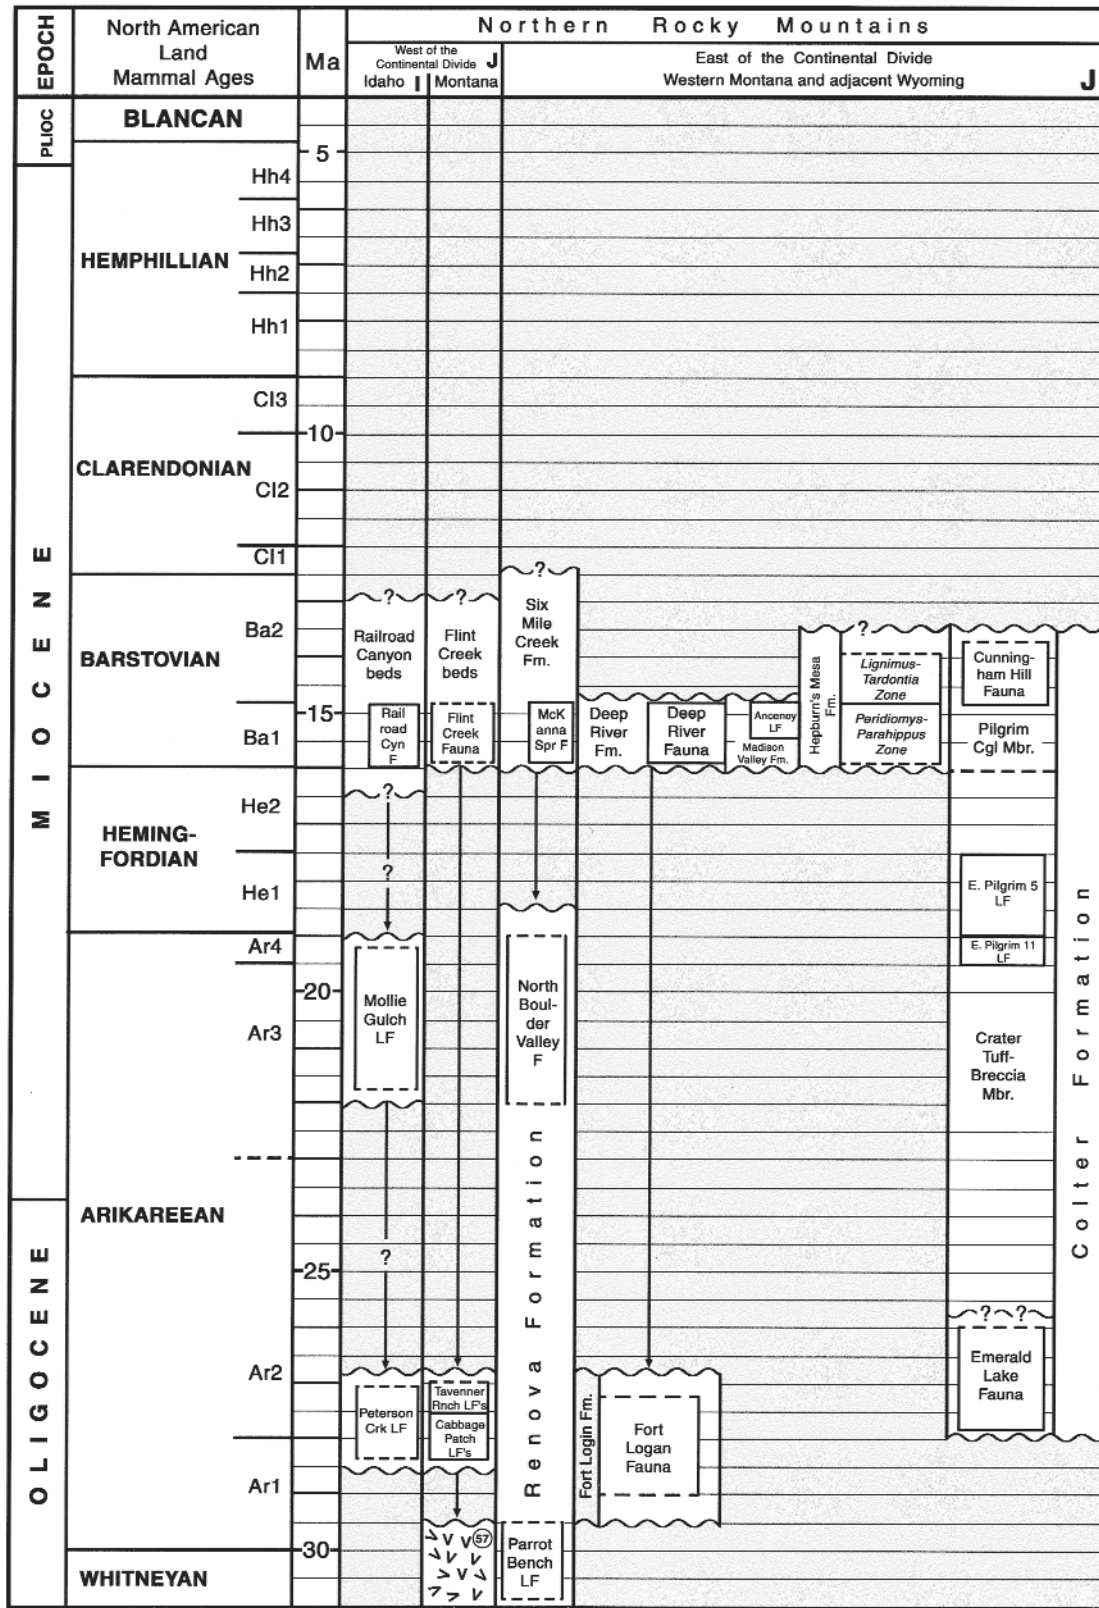 EPOCH
North American
Land
Mammal Ages
Ma
Northern Rocky Mountains
West of the
Continental Divide J
Idaho I
Montana
East of the Continental Divide
Western Montana and adjacent Wyoming
J
PLIOC
MIOCENE
OLIGOCENE
BLANCAN
HEMPHILLIAN
Hh4
Hh3
Hh2
Hh1
CLARENDONIAN
Cl3
Cl2
Cl1
BARSTOVIAN
Ba2
Ba1
HEMING-
FORDIAN
He2
He1
ARIKAREEAN
Ar4
Ar3
Ar2
Ar1
WHITNEYAN
5
10
15
20
25
30
?
Railroad
Canyon
beds
Rail
road
Cyn
F
?
?
Mollie
Gulch
LF
?
Peterson
Crk LF
?
Flint
Creek
beds
Flint
Creek
Fauna
Tavenner
Rnch LF's
Cabbage
Patch
LF's
57
?
Six
Mile
Creek
Fm.
McK
anna
Spr F
North
Boul-
der
Valley
F
Renova Formation
Parrot
Bench
LF
Deep
River
Fm.
Deep
River
Fauna
Fort Login Fm.
Fort
Logan
Fauna
Ancenoy
LF
Madison
Valley Fm.
Hepburn's Mesa
Fm.
?
Lignimus-
Tardontia
Zone
Peridiomys-
Parahippus
Zone
Cunning-
ham Hill
Fauna
Pilgrim
Cgl Mbr.
E. Pilgrim 5
LF
E. Pilgrim 11
LF
Crater
Tuff-
Breccia
Mbr.
? ?
Emerald
Lake
Fauna
Colter Formation